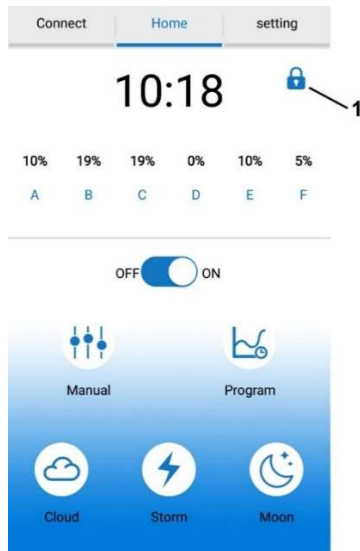 Connect Home setting
10:18
1
10% 19% 19% 0% 10% 5%
A B C D E F
OFF ON
Manual Program
Cloud Storm Moon